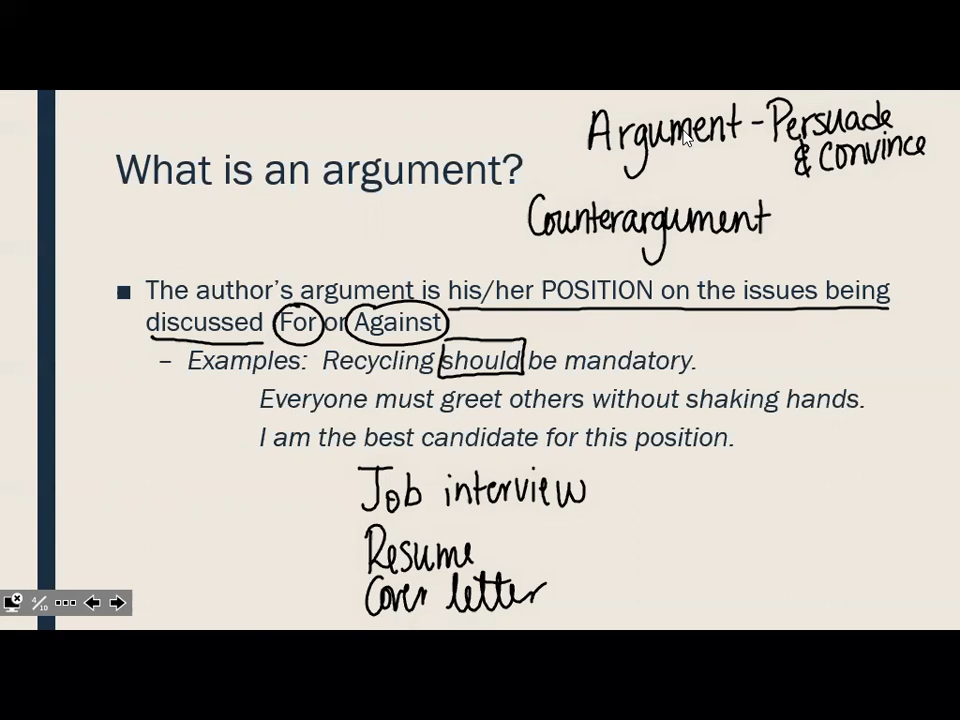 Argument - Persuade
& Convince
What is an argument?
Counterargument
■ The author's argument is his/her POSITION on the issues being
discussed For or Against
– Examples: Recycling should be mandatory.
Everyone must greet others without shaking hands.
I am the best candidate for this position.
Job interview
Resume
Cover letter
4/10